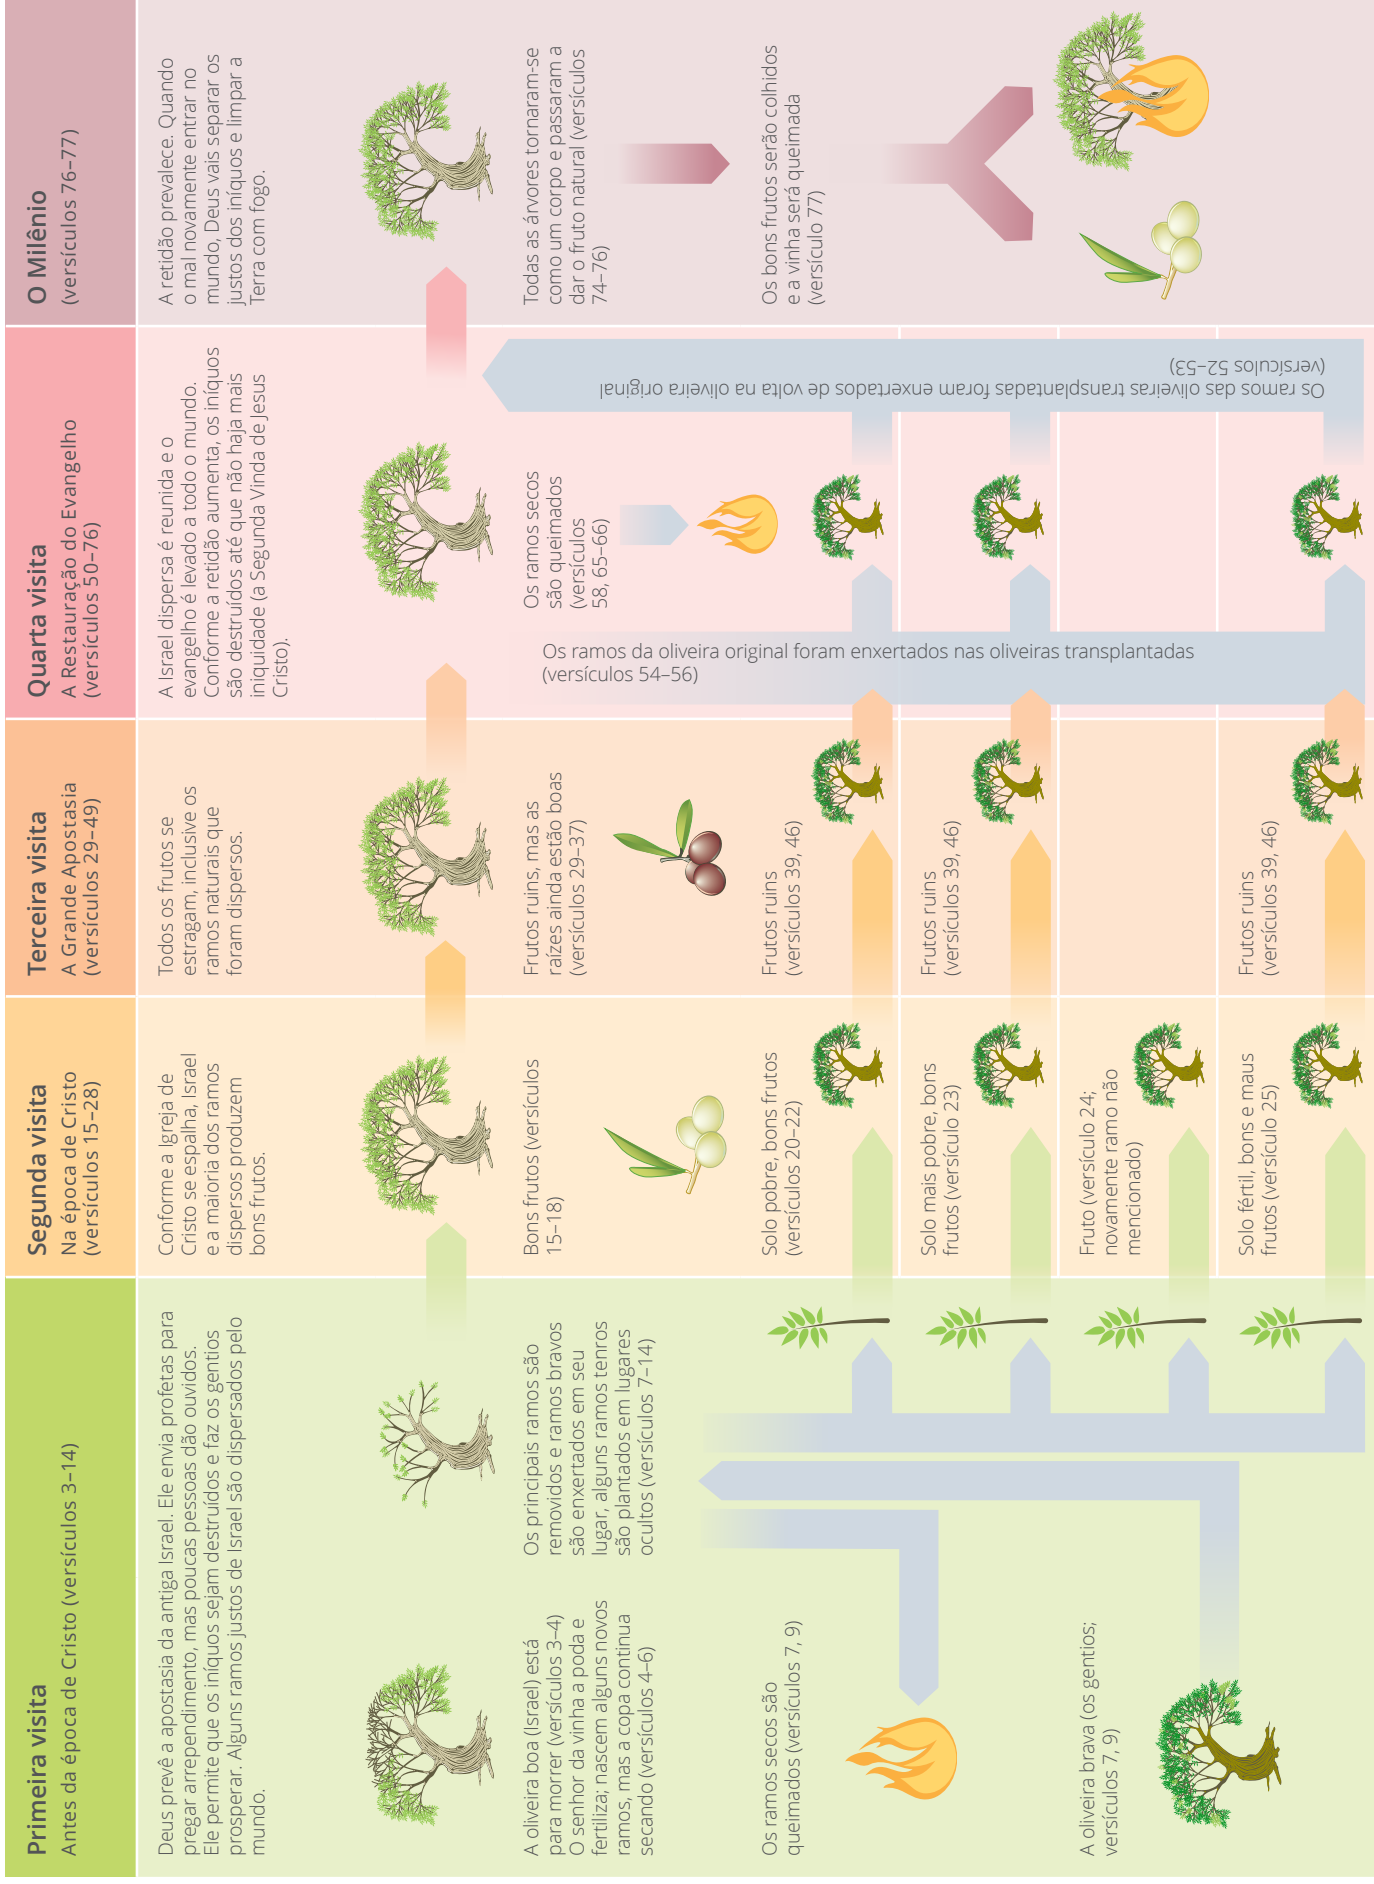 Primeira visita
Antes da época de Cristo (versículos 3–14)
Deus prevê a apostasia da antiga Israel. Ele envia profetas para
pregar arrependimento, mas poucas pessoas dão ouvidos.
Ele permite que os iníquos sejam destruídos e faz os gentios
prosperar. Alguns ramos justos de Israel são dispersados pelo
mundo.
A oliveira boa (Israel) está
para morrer (versículos 3–4)
O senhor da vinha a poda e
fertiliza; nascem alguns novos
ramos, mas a copa continua
secando (versículos 4–6)
Os principais ramos são
removidos e ramos bravos
são enxertados em seu
lugar, alguns ramos tenros
são plantados em lugares
ocultos (versículos 7–14)
Os ramos secos são
queimados (versículos 7, 9)
A oliveira brava (os gentios;
versículos 7, 9)
Segunda visita
Na época de Cristo
(versículos 15–28)
Conforme a Igreja de
Cristo se espalha, Israel
e a maioria dos ramos
dispersos produzem
bons frutos.
Bons frutos (versículos
15–18)
Solo pobre, bons frutos
(versículos 20–22)
Solo mais pobre, bons
frutos (versículo 23)
Fruto (versículo 24;
novamente ramo não
mencionado)
Solo fértil, bons e maus
frutos (versículo 25)
Terceira visita
A Grande Apostasia
(versículos 29–49)
Todos os frutos se
estragam, inclusive os
ramos naturais que
foram dispersos.
Frutos ruins, mas as
raízes ainda estão boas
(versículos 29–37)
Frutos ruins
(versículos 39, 46)
Frutos ruins
(versículos 39, 46)
Frutos ruins
(versículos 39, 46)
Quarta visita
A Restauração do Evangelho
(versículos 50–76)
A Israel dispersa é reunida e o
evangelho é levado a todo o mundo.
Conforme a retidão aumenta, os iníquos
são destruídos até que não haja mais
iniquidade (a Segunda Vinda de Jesus
Cristo).
Os ramos secos
são queimados
(versículos
58, 65–66)
Os ramos da oliveira original foram enxertados nas oliveiras transplantadas
(versículos 54–56)
Os ramos das oliveiras transplantadas foram enxertados de volta na oliveira original
(versículos 52–53)
O Milênio
(versículos 76–77)
A retidão prevalece. Quando
o mal novamente entrar no
mundo, Deus vais separar os
justos dos iníquos e limpar a
Terra com fogo.
Todas as árvores tornaram-se
como um corpo e passaram a
dar o fruto natural (versículos
74–76)
Os bons frutos serão colhidos
e a vinha será queimada
(versículo 77)